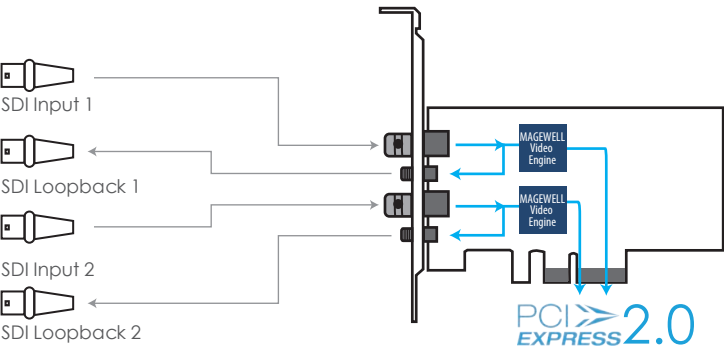 SDI Input 1
SDI Loopback 1
SDI Input 2
SDI Loopback 2
MAGEWELL
Video
Engine
MAGEWELL
Video
Engine
PCI
EXPRESS 2.0